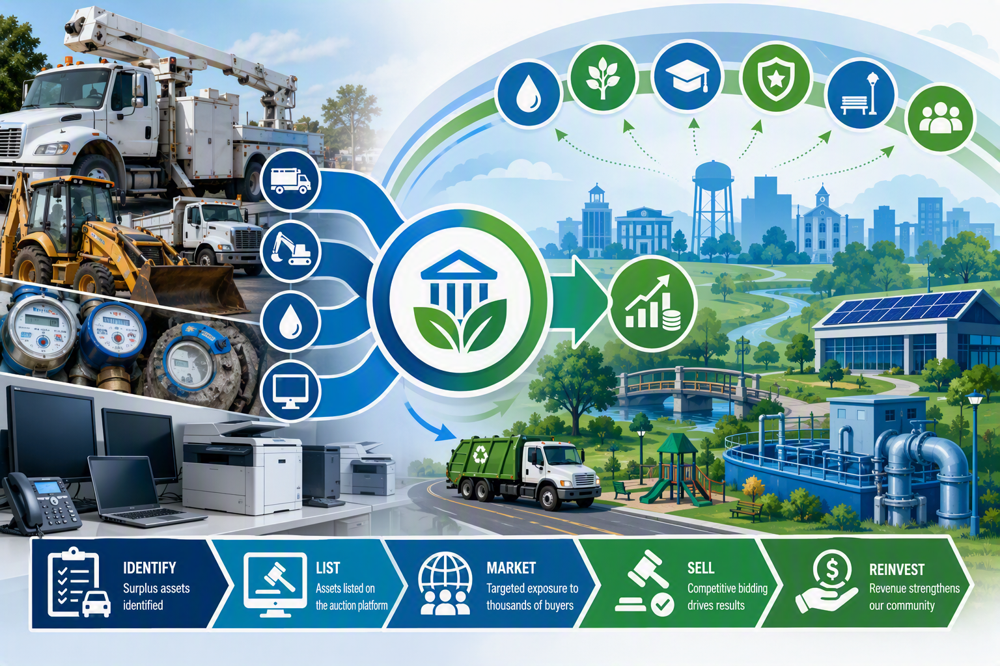 IDENTIFY
Surplus assets
identified
LIST
Assets listed on
the auction platform
MARKET
Targeted exposure to
thousands of buyers
SELL
Competitive bidding
drives results
REINVEST
Revenue strengthens
our community